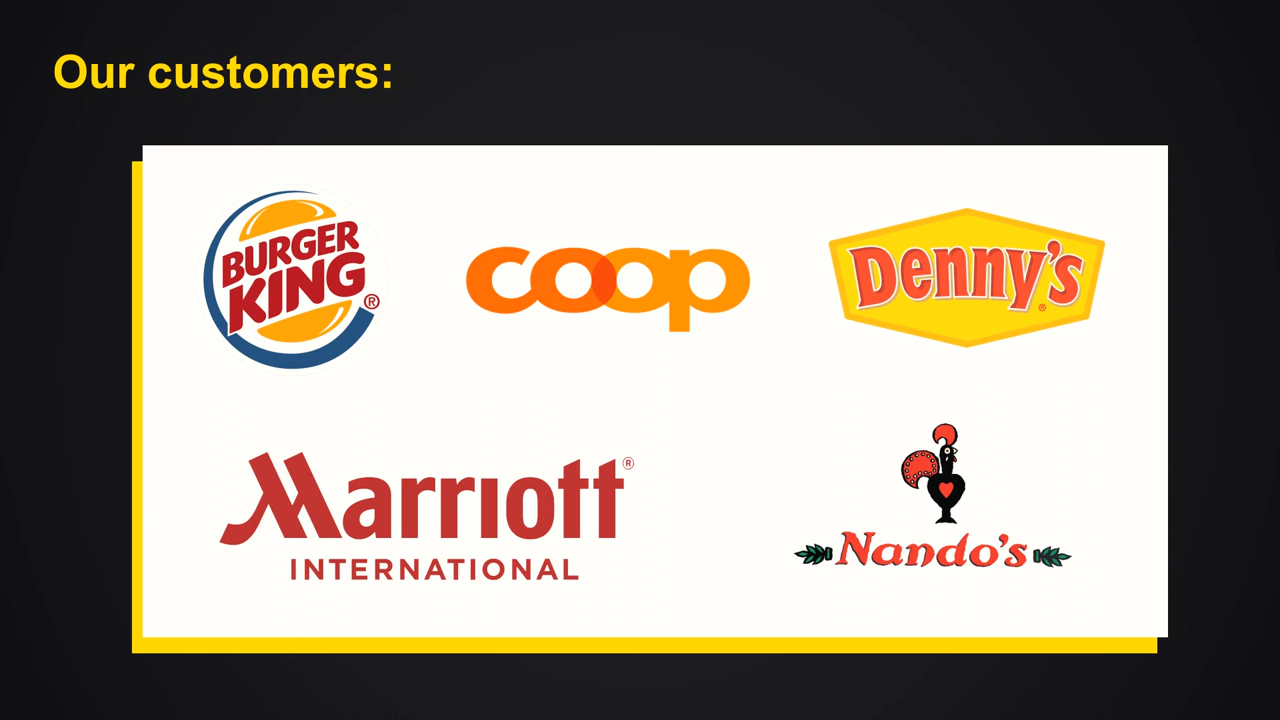 Our customers:
BURGER
KING®
coop
Denny's®
Marriott®
INTERNATIONAL
Nando's